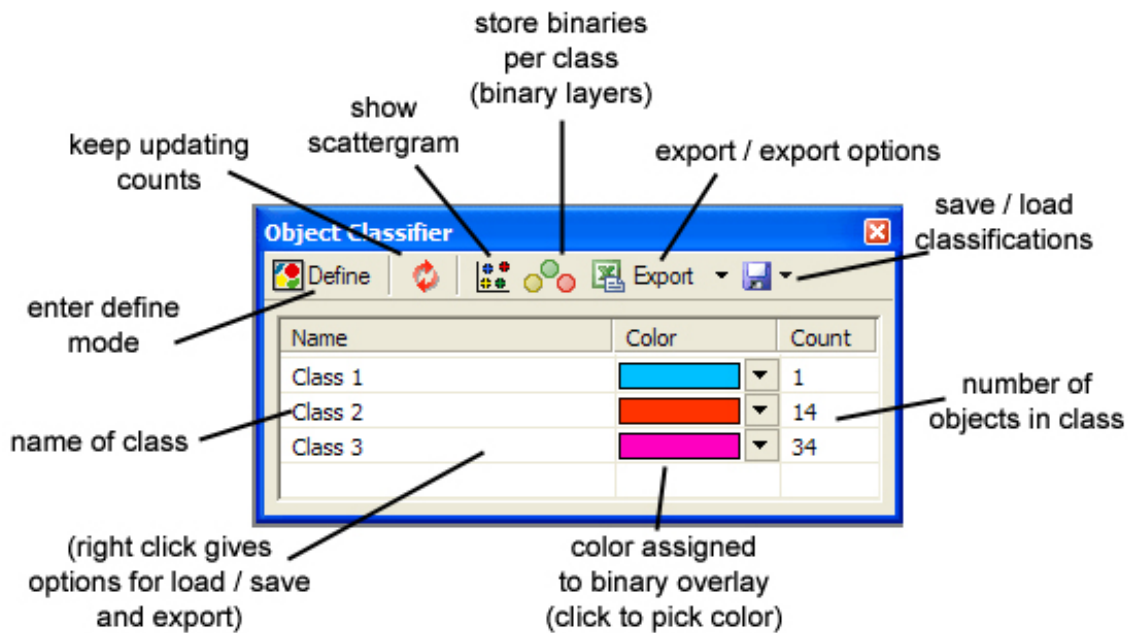 store binaries
per class
(binary layers)
show
scattergram
keep updating
counts
export / export options
save / load
classifications
Object Classifier
Define
Export
enter define
mode
Name Color Count
Class 1 1
Class 2 14
Class 3 34
name of class
number of
objects in class
(right click gives
options for load / save
and export)
color assigned
to binary overlay
(click to pick color)